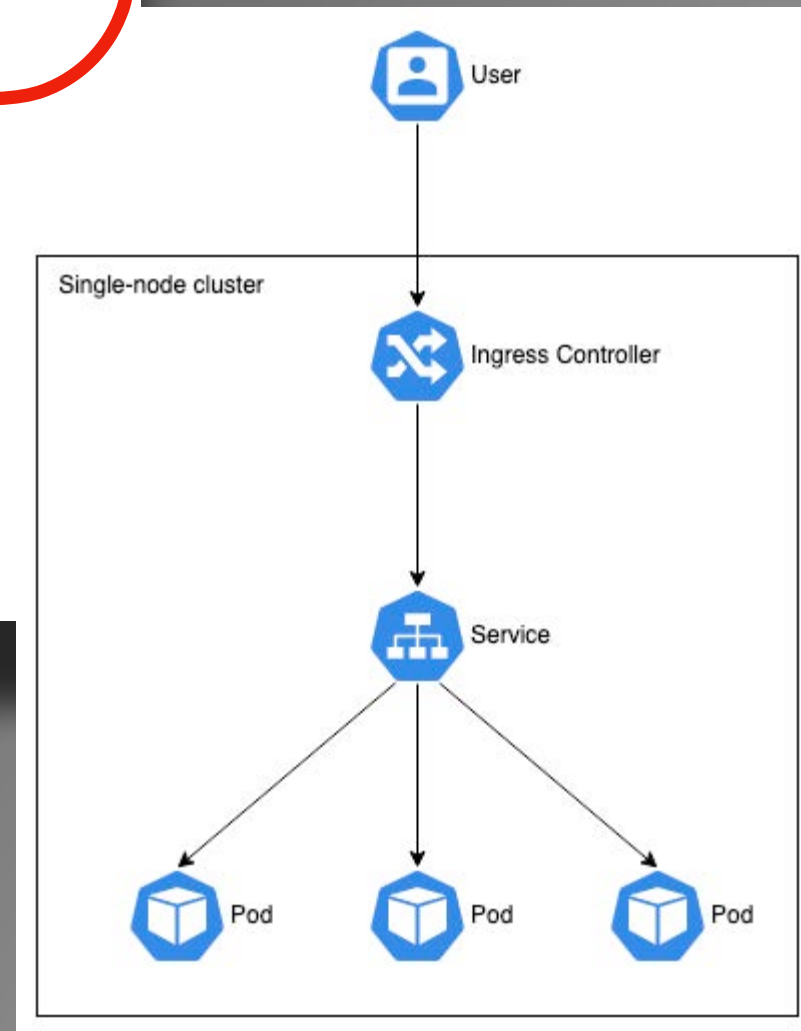 User
Single-node cluster
Ingress Controller
Service
Pod
Pod
Pod